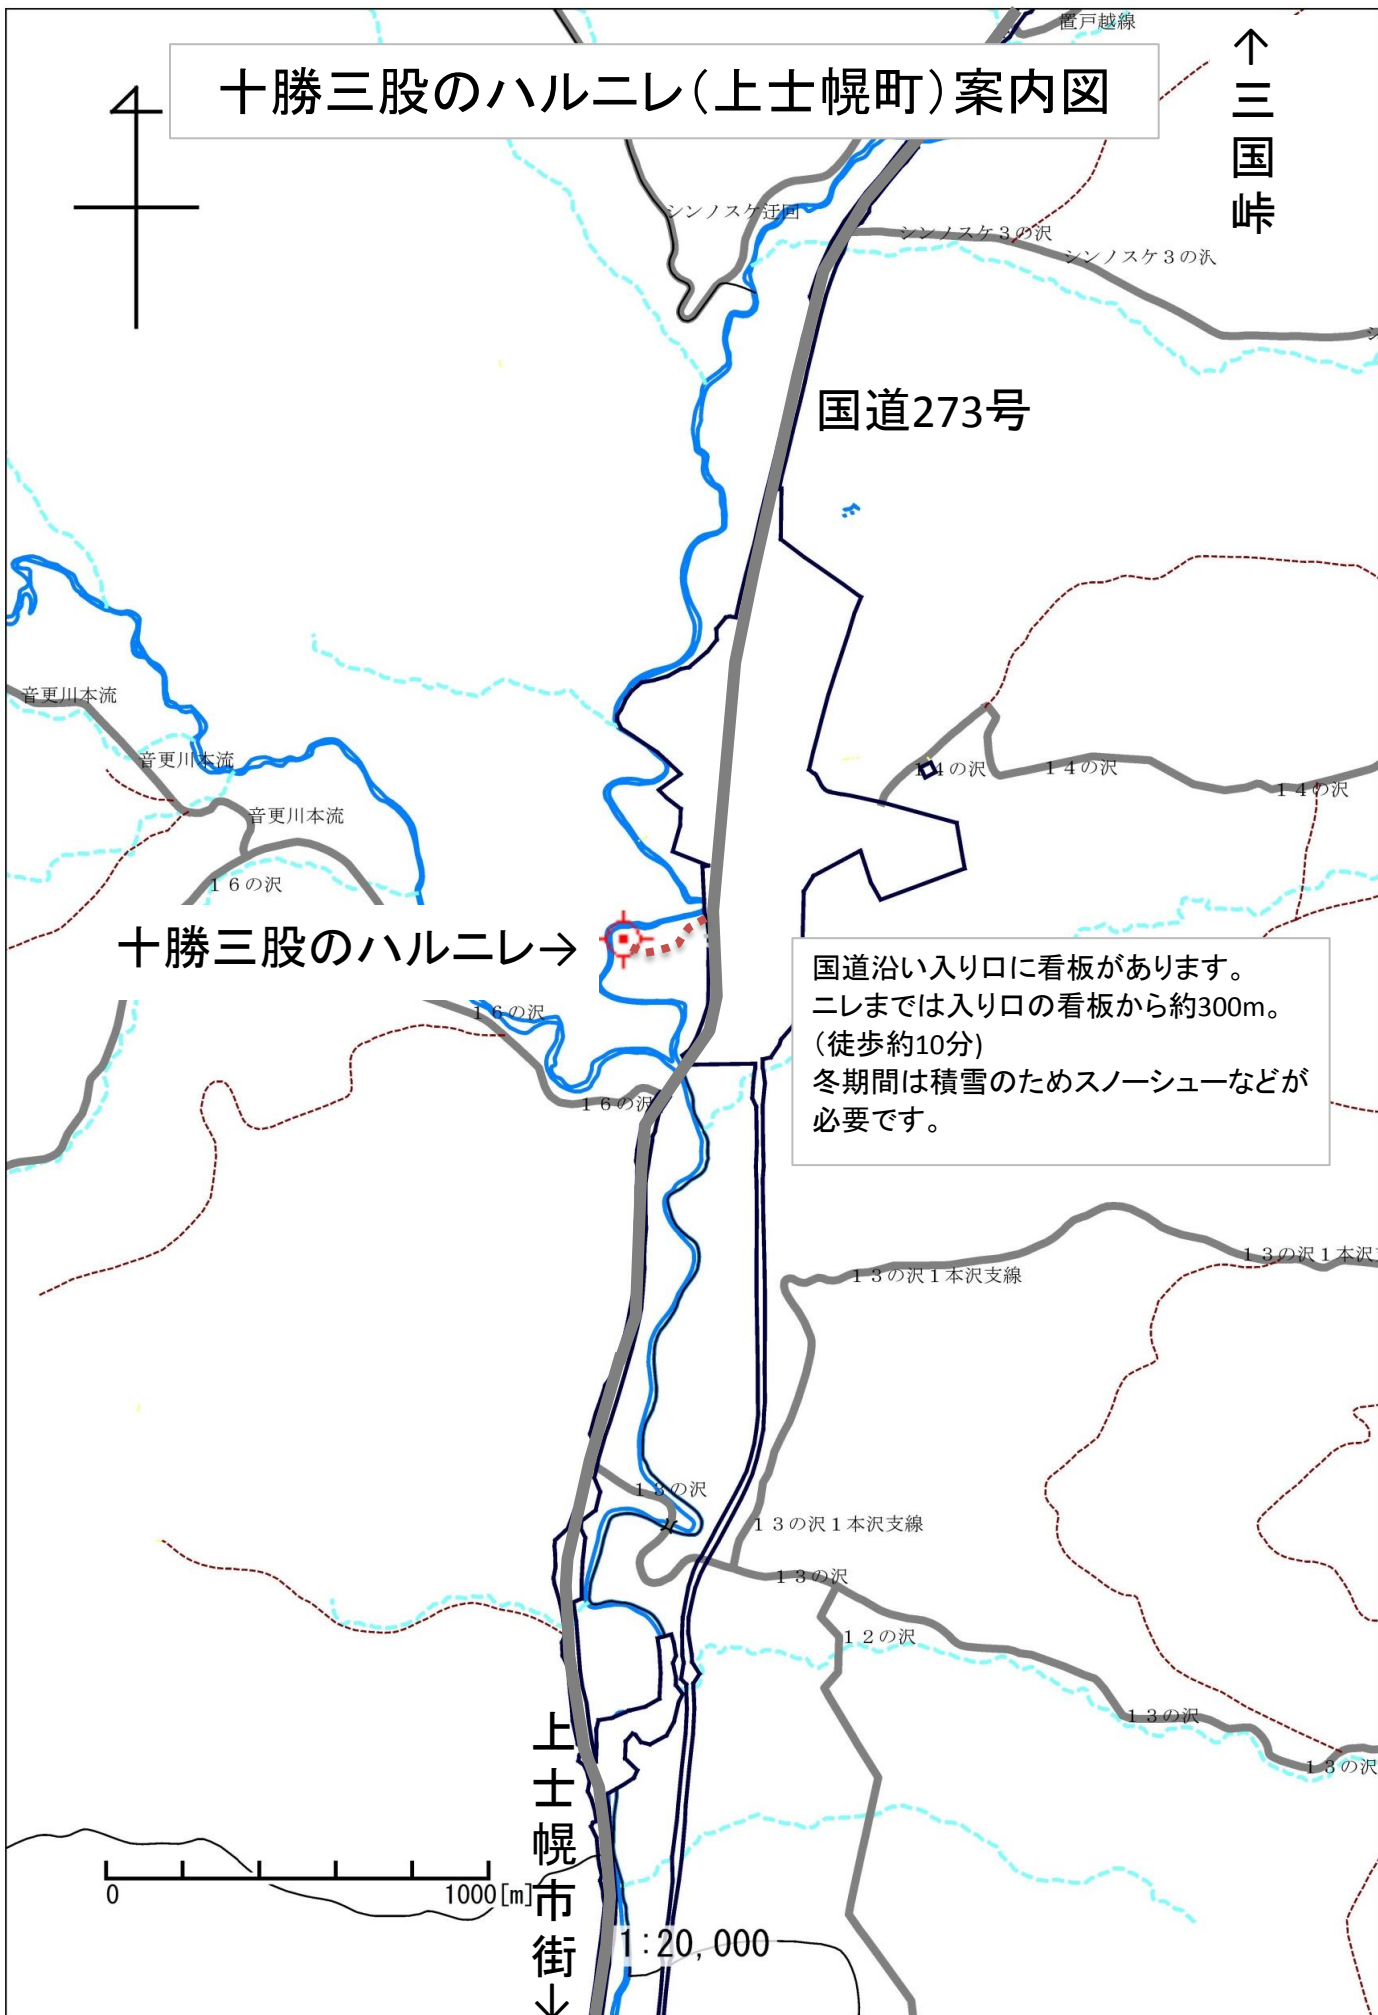 置戸越線
十勝三股のハルニレ(上士幌町)案内図
↑三国峠
シンノスケ迂回
シンノスケ3の沢
シンノスケ3の沢
国道273号
音更川本流
音更川本流
音更川本流
14の沢
14の沢
14の沢
16の沢
十勝三股のハルニレ→
国道沿い入り口に看板があります。
ニレまでは入り口の看板から約300m。
(徒歩約10分)
冬期間は積雪のためスノーシューなどが
必要です。
16の沢
16の沢
13の沢1本沢支
13の沢1本沢支線
13の沢
13の沢1本沢支線
13の沢
12の沢
13の沢
13の沢
上士幌市街↓
0 1000[m]
1:20,000